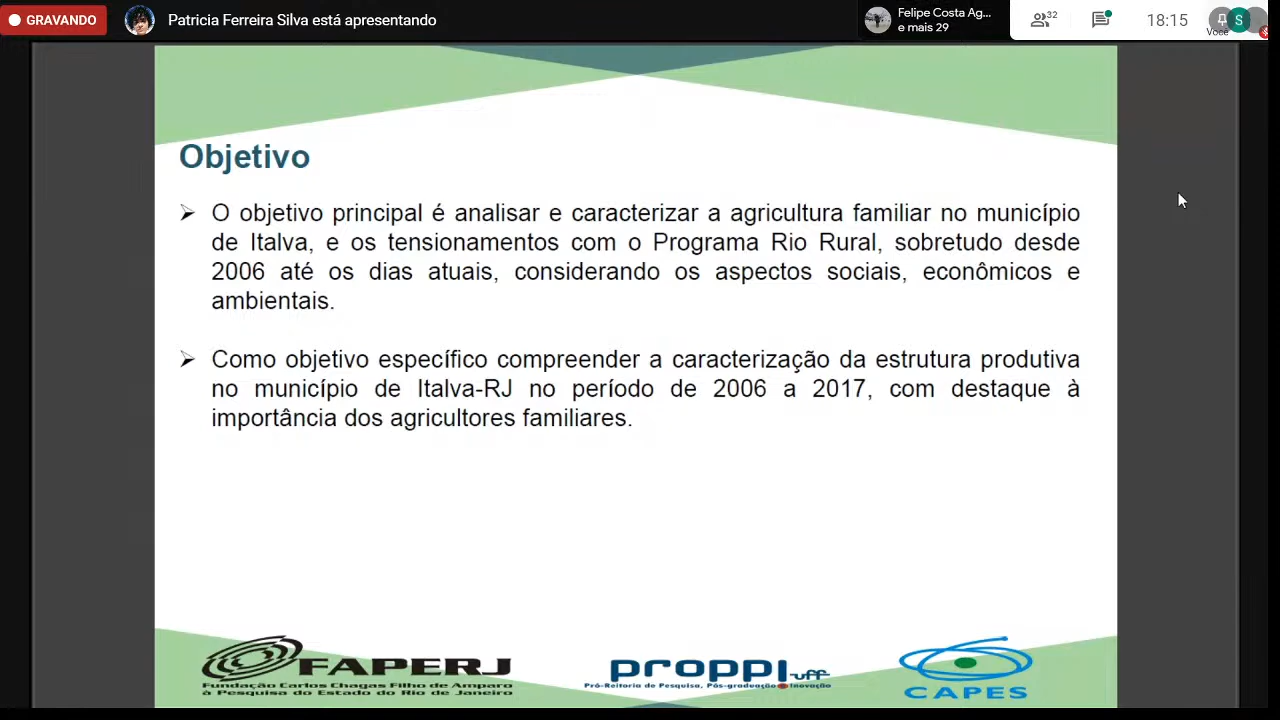 GRAVANDO
Patricia Ferreira Silva está apresentando
Felipe Costa Ag...
e mais 29
32
18:15
S
Você
Objetivo
➢ O objetivo principal é analisar e caracterizar a agricultura familiar no município
de Italva, e os tensionamentos com o Programa Rio Rural, sobretudo desde
2006 até os dias atuais, considerando os aspectos sociais, econômicos e
ambientais.
➢ Como objetivo específico compreender a caracterização da estrutura produtiva
no município de Italva-RJ no período de 2006 a 2017, com destaque à
importância dos agricultores familiares.
FAPERJ
Fundação Carlos Chagas Filho de Amparo
à Pesquisa do Estado do Rio de Janeiro
proppi uff
Pró-Reitoria de Pesquisa, Pós-graduação e Inovação
CAPES